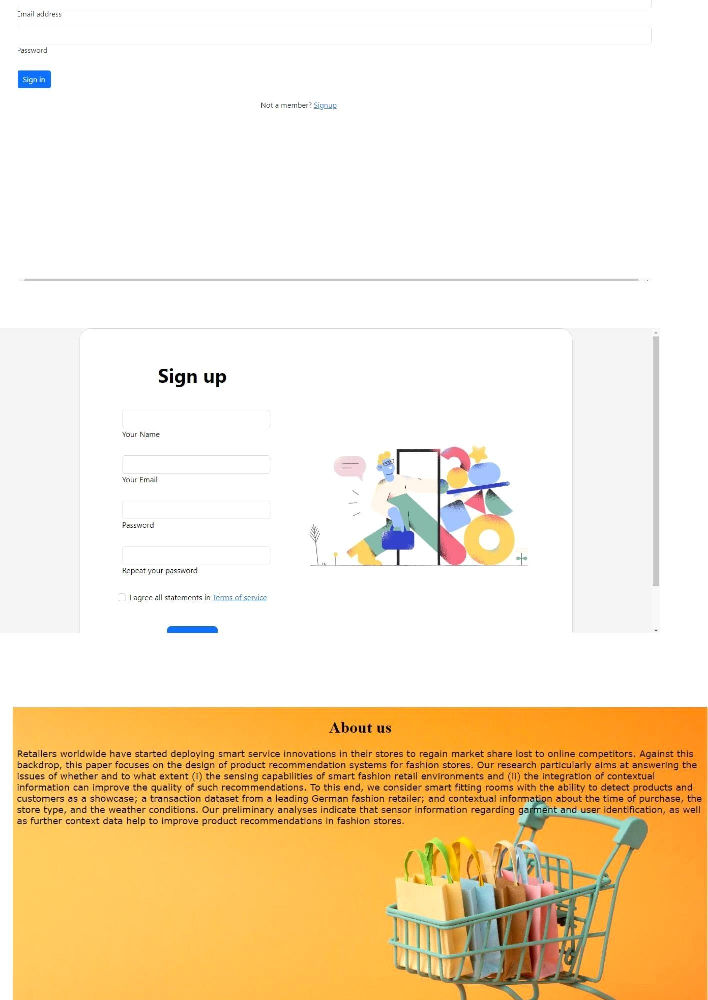 Email address
Password
Sign in
Not a member? Signup
Sign up
Your Name
Your Email
Password
Repeat your password
I agree all statements in Terms of service
About us
Retailers worldwide have started deploying smart service innovations in their stores to regain market share lost to online competitors. Against this
backdrop, this paper focuses on the design of product recommendation systems for fashion stores. Our research particularly aims at answering the
issues of whether and to what extent (i) the sensing capabilities of smart fashion retail environments and (ii) the integration of contextual
information can improve the quality of such recommendations. To this end, we consider smart fitting rooms with the ability to detect products and
customers as a showcase; a transaction dataset from a leading German fashion retailer; and contextual information about the time of purchase, the
store type, and the weather conditions. Our preliminary analyses indicate that sensor information regarding garment and user identification, as well
as further context data help to improve product recommendations in fashion stores.